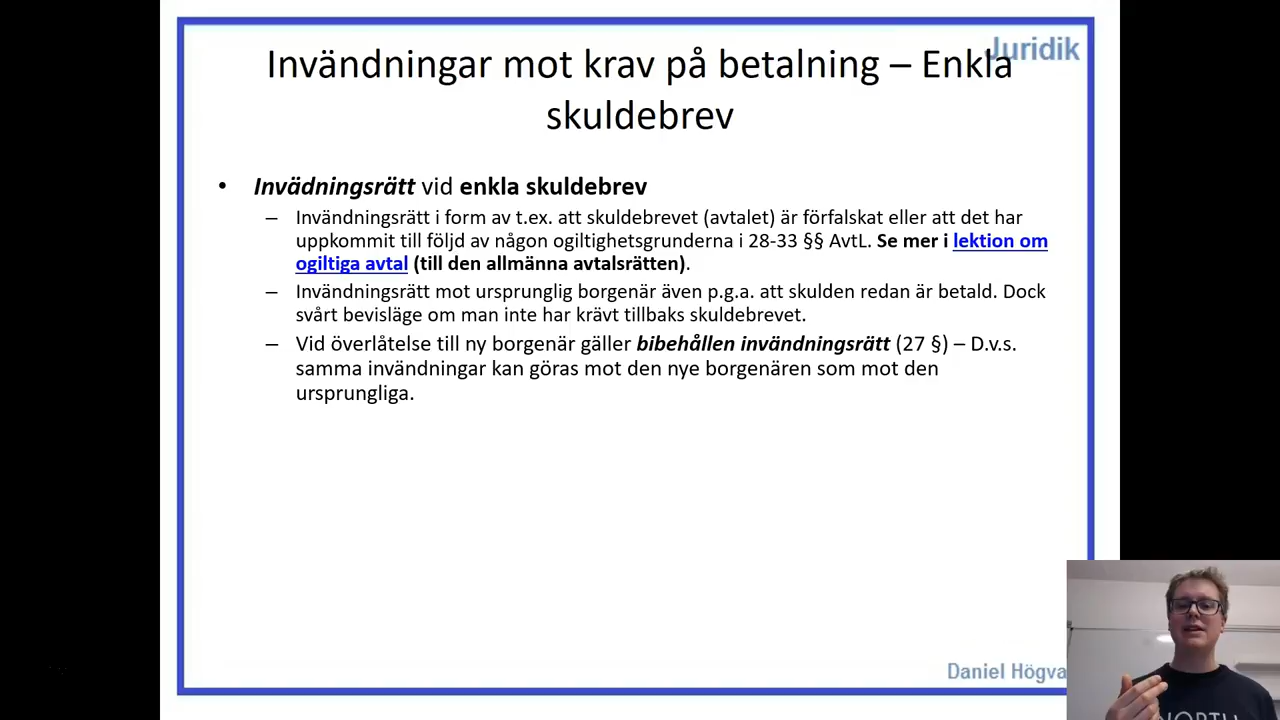 Juridik
Invändningar mot krav på betalning – Enkla
skuldebrev
• Invädningsrätt vid enkla skuldebrev
– Invändningsrätt i form av t.ex. att skuldebrevet (avtalet) är förfalskat eller att det har
uppkommit till följd av någon ogiltighetsgrunderna i 28-33 §§ AvtL. Se mer i lektion om
ogiltiga avtal (till den allmänna avtalsrätten).
– Invändningsrätt mot ursprunglig borgenär även p.g.a. att skulden redan är betald. Dock
svårt bevisläge om man inte har krävt tillbaks skuldebrevet.
– Vid överlåtelse till ny borgenär gäller bibehållen invändningsrätt (27 §) – D.v.s.
samma invändningar kan göras mot den nye borgenären som mot den
ursprungliga.
Daniel Högva
NORTH